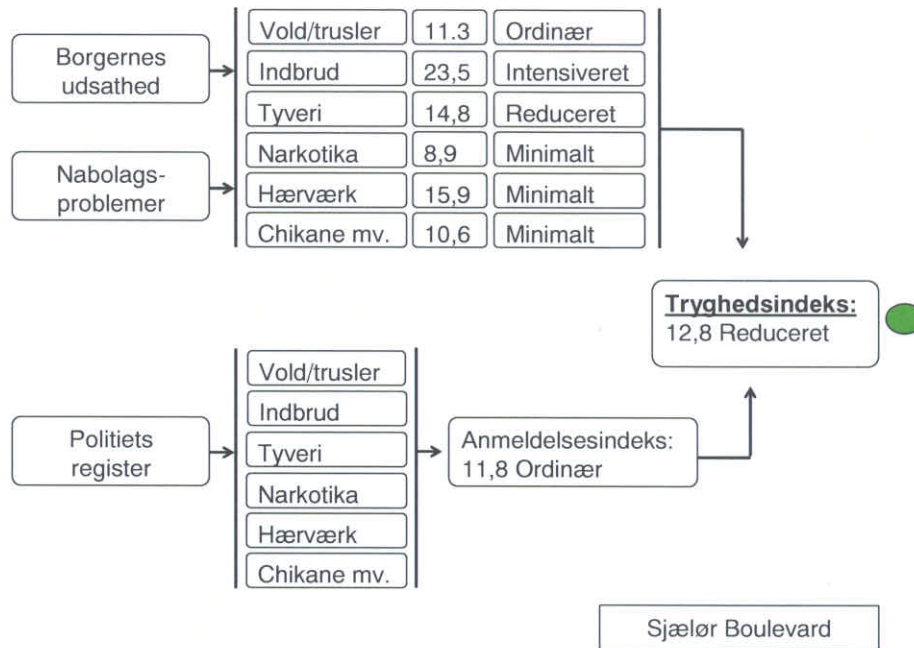 Borgernes
udsathed
Nabolags-
problemer
Vold/trusler 11.3 Ordinær
Indbrud 23,5 Intensiveret
Tyveri 14,8 Reduceret
Narkotika 8,9 Minimalt
Hærværk 15,9 Minimalt
Chikane mv. 10,6 Minimalt
Tryghedsindeks:
12,8 Reduceret
Politiets
register
Vold/trusler
Indbrud
Tyveri
Narkotika
Hærværk
Chikane mv.
Anmeldelsesindeks:
11,8 Ordinær
Sjælør Boulevard